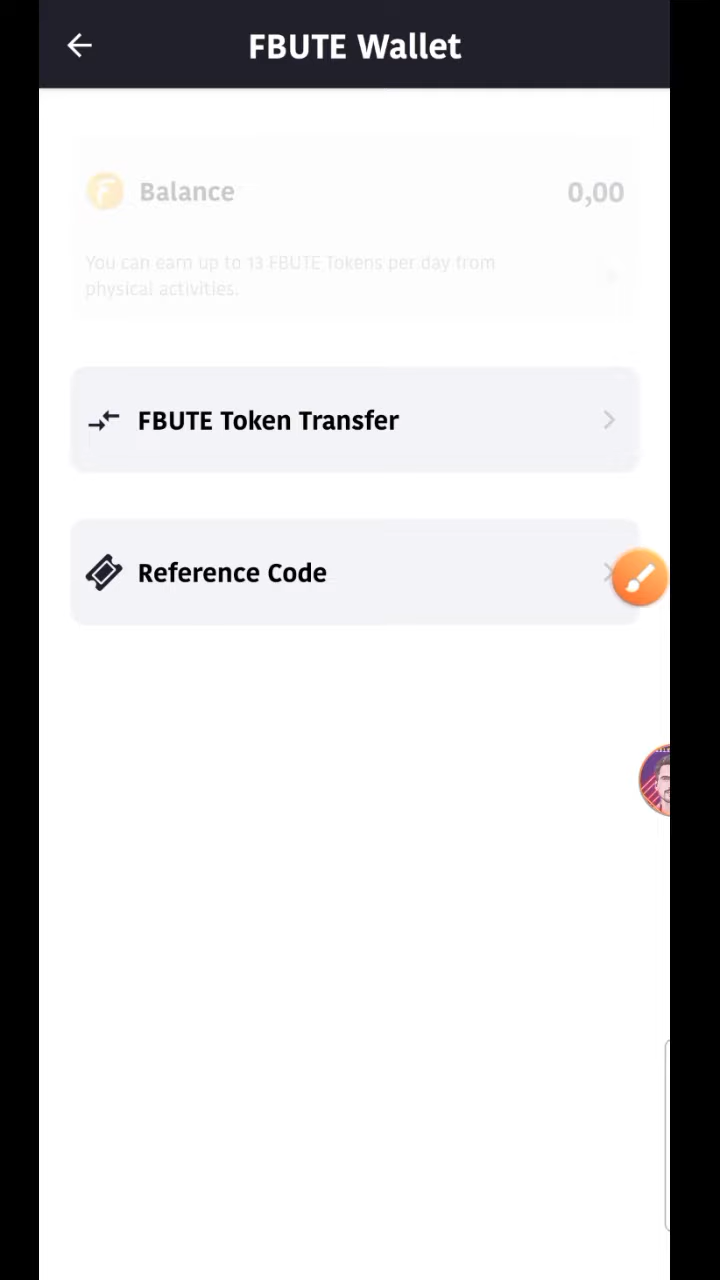 FBUTE Wallet
Balance
0,00
You can earn up to 13 FBUTE Tokens per day from
physical activities.
FBUTE Token Transfer
Reference Code